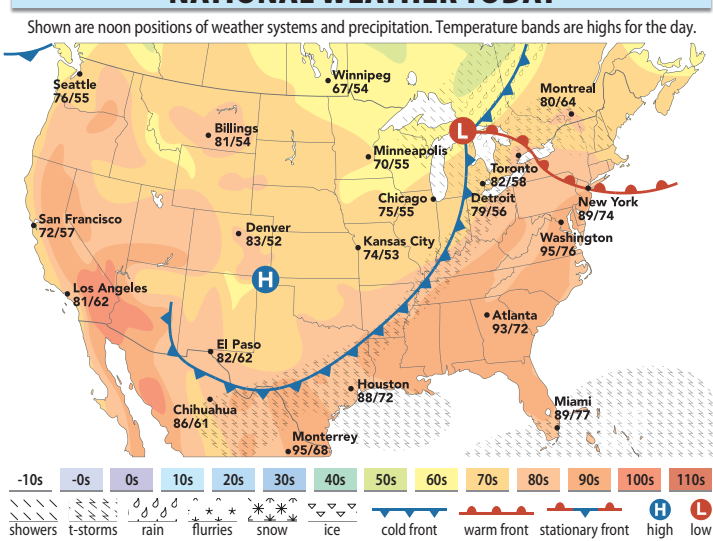 NATIONAL WEATHER TODAY
Shown are noon positions of weather systems and precipitation. Temperature bands are highs for the day.
Seattle
76/55
Winnipeg
67/54
Montreal
80/64
Billings
81/54
L
Minneapolis
70/55
Toronto
82/58
Chicago
75/55
Detroit
79/56
New York
89/74
San Francisco
72/57
Denver
83/52
Kansas City
74/53
Washington
95/76
H
Los Angeles
81/62
Atlanta
93/72
El Paso
82/62
Houston
88/72
Chihuahua
86/61
Miami
89/77
Monterrey
95/68
-10s -0s 0s 10s 20s 30s 40s 50s 60s 70s 80s 90s 100s 110s
H L
showers t-storms rain flurries snow ice cold front warm front stationary front high low